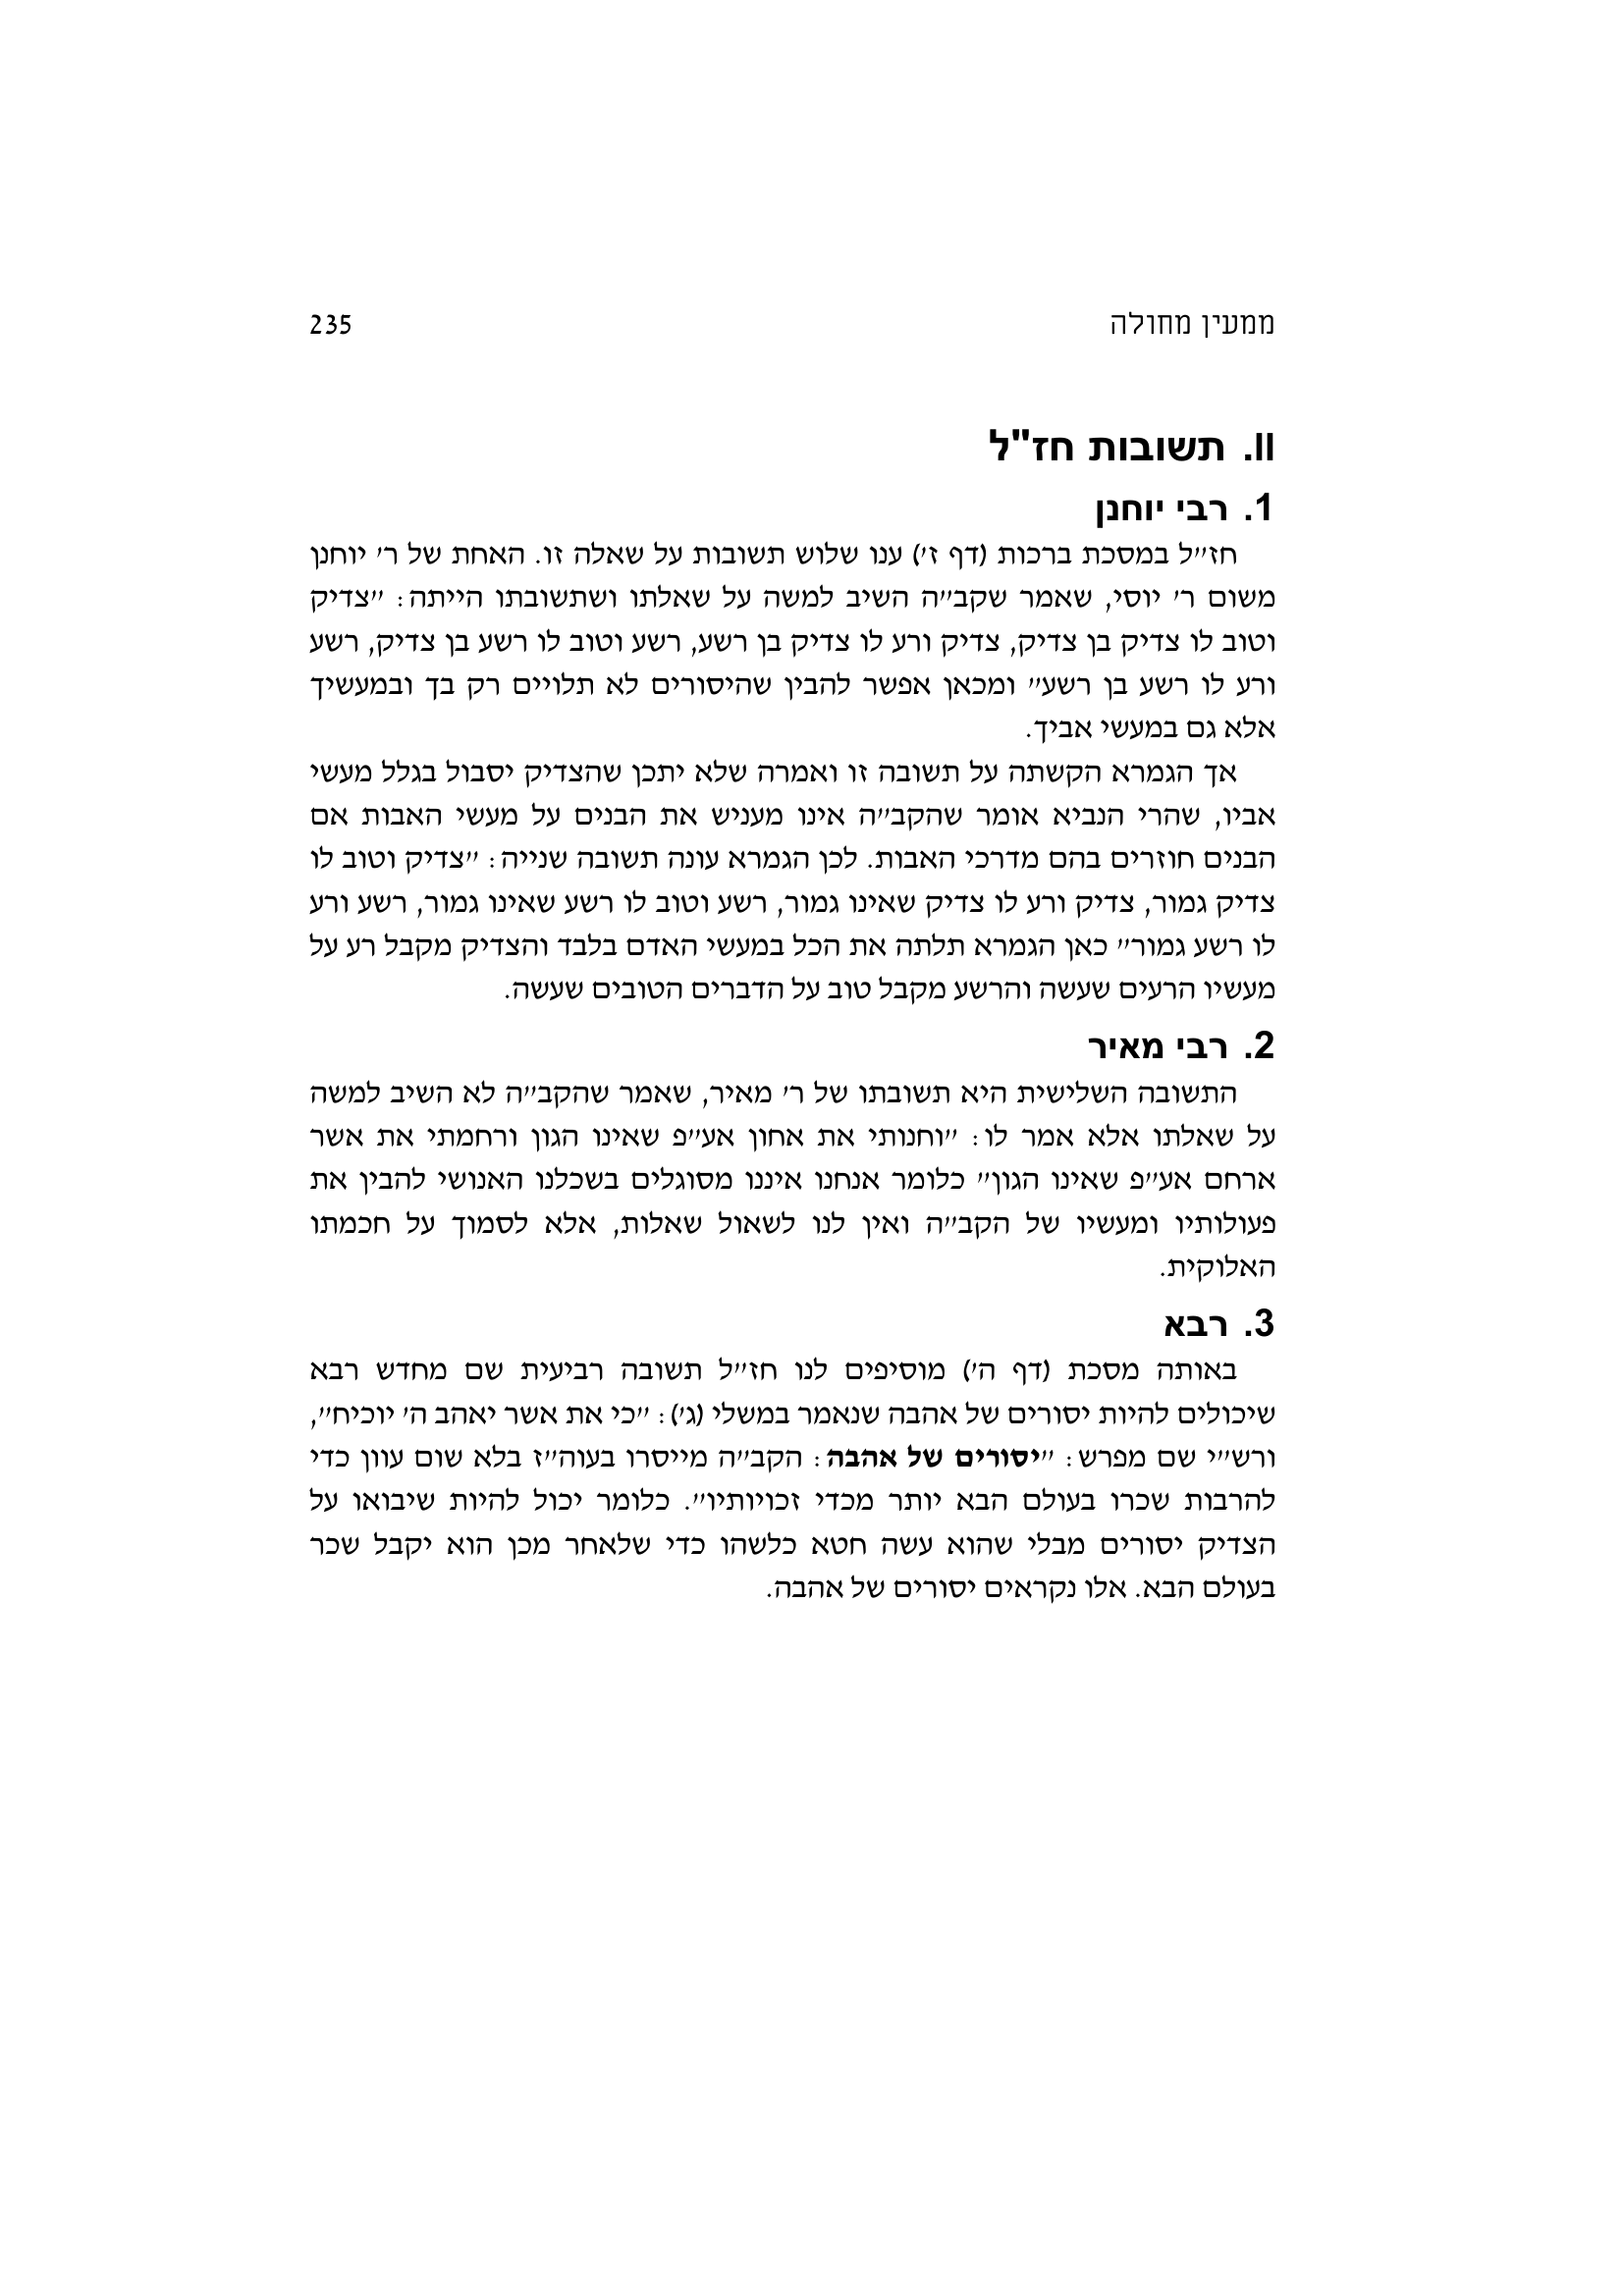 ממעין מחולה 235
II. תשובות חז"ל
1. רבי יוחנן
חז״ל במסכת ברכות (דף ז׳) ענו שלוש תשובות על שאלה זו. האחת של ר׳ יוחנן
משום ר׳ יוסי, שאמר שקב״ה השיב למשה על שאלתו ושתשובתו הייתה: ״צדיק
וטוב לו צדיק בן צדיק, צדיק ורע לו צדיק בן רשע, רשע וטוב לו רשע בן צדיק, רשע
ורע לו רשע בן רשע״ ומכאן אפשר להבין שהיסורים לא תלויים רק בך ובמעשיך
אלא גם במעשי אביך.
אך הגמרא הקשתה על תשובה זו ואמרה שלא יתכן שהצדיק יסבול בגלל מעשי
אביו, שהרי הנביא אומר שהקב״ה אינו מעניש את הבנים על מעשי האבות אם
הבנים חוזרים בהם מדרכי האבות. לכן הגמרא עונה תשובה שנייה: ״צדיק וטוב לו
צדיק גמור, צדיק ורע לו צדיק שאינו גמור, רשע וטוב לו רשע שאינו גמור, רשע ורע
לו רשע גמור״ כאן הגמרא תלתה את הכל במעשי האדם בלבד והצדיק מקבל רע על
מעשיו הרעים שעשה והרשע מקבל טוב על הדברים הטובים שעשה.
2. רבי מאיר
התשובה השלישית היא תשובתו של ר׳ מאיר, שאמר שהקב״ה לא השיב למשה
על שאלתו אלא אמר לו: ״וחנותי את אחון אע״פ שאינו הגון ורחמתי את אשר
ארחם אע״פ שאינו הגון״ כלומר אנחנו איננו מסוגלים בשכלנו האנושי להבין את
פעולותיו ומעשיו של הקב״ה ואין לנו לשאול שאלות, אלא לסמוך על חכמתו
האלוקית.
3. רבא
באותה מסכת (דף ה׳) מוסיפים לנו חז״ל תשובה רביעית שם מחדש רבא
שיכולים להיות יסורים של אהבה שנאמר במשלי (ג׳): ״כי את אשר יאהב ה׳ יוכיח״,
ורש״י שם מפרש: ״יסורים של אהבה: הקב״ה מייסרו בעוה״ז בלא שום עוון כדי
להרבות שכרו בעולם הבא יותר מכדי זכויותיו״. כלומר יכול להיות שיבואו על
הצדיק יסורים מבלי שהוא עשה חטא כלשהו כדי שלאחר מכן הוא יקבל שכר
בעולם הבא. אלו נקראים יסורים של אהבה.